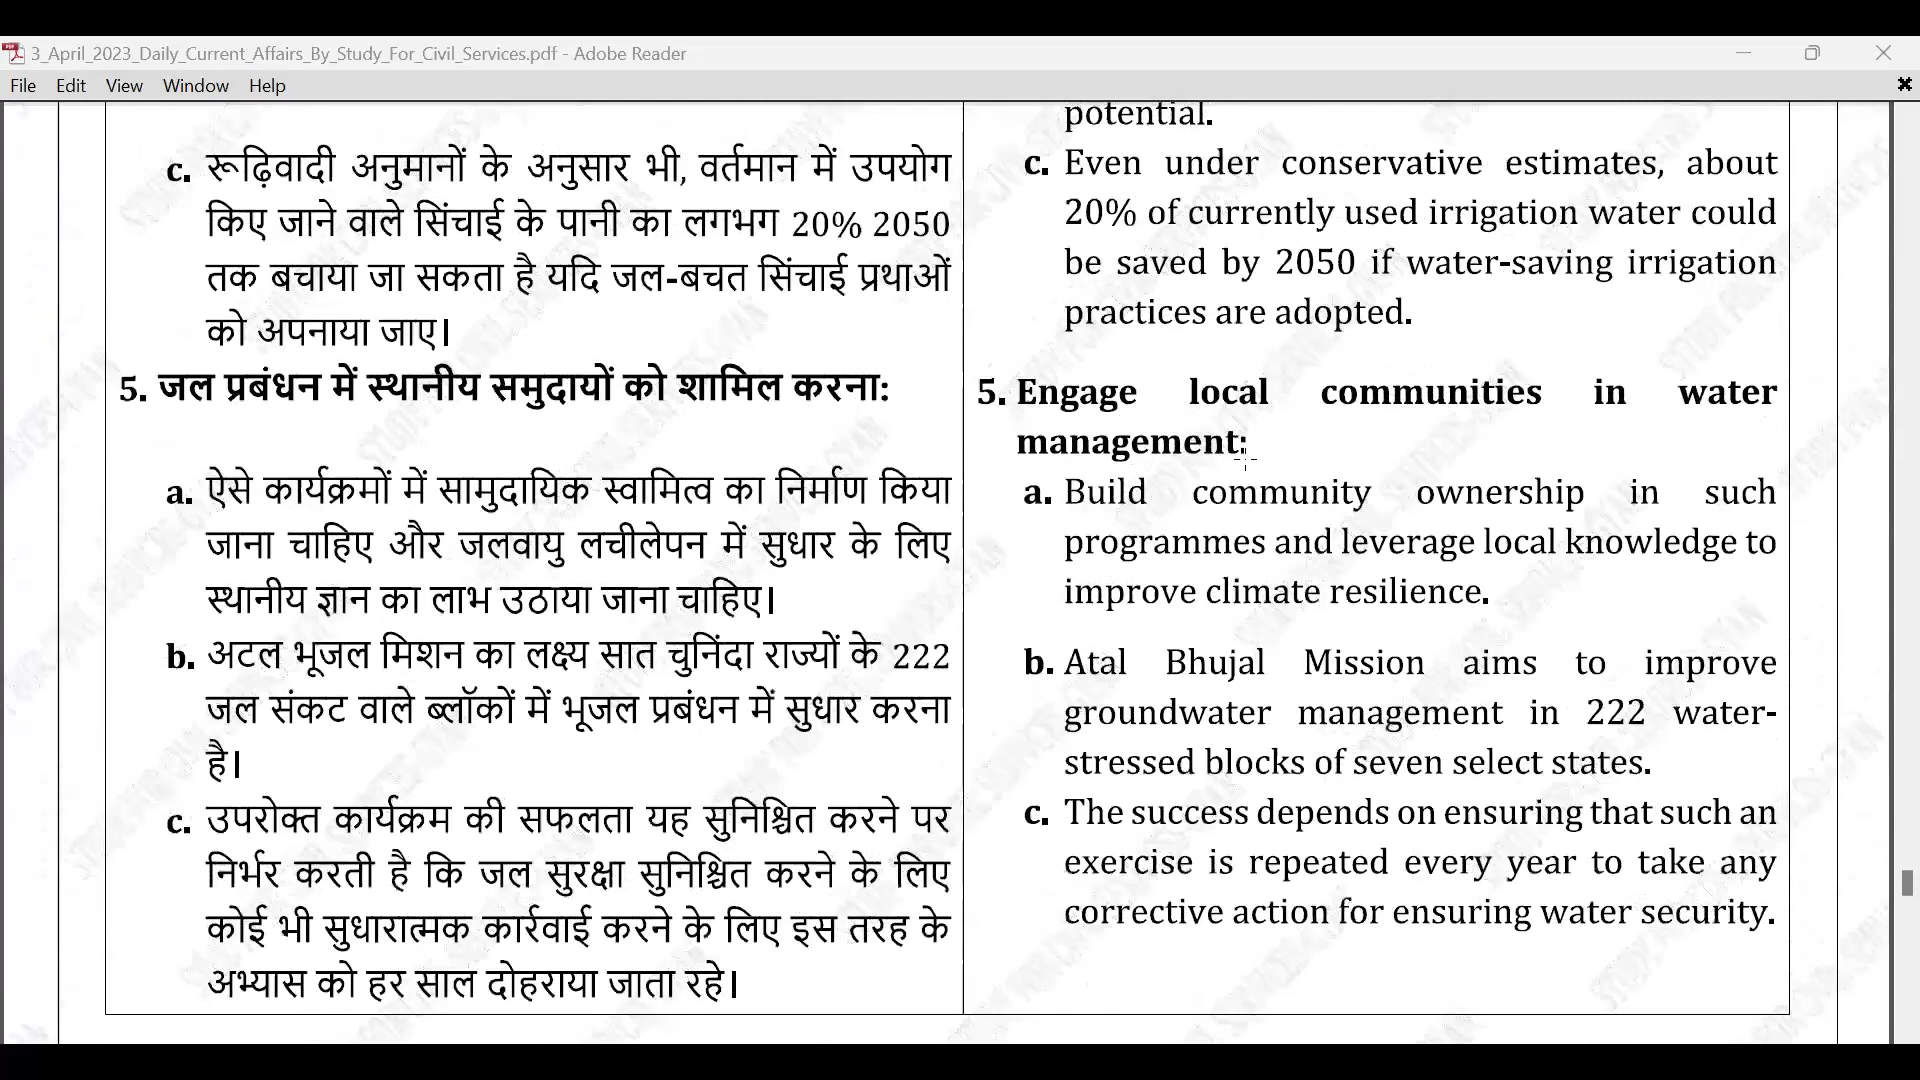 3_April_2023_Daily_Current_Affairs_By_Study_For_Civil_Services.pdf - Adobe Reader
File Edit View Window Help
c. रूढ़िवादी अनुमानों के अनुसार भी, वर्तमान में उपयोग
किए जाने वाले सिंचाई के पानी का लगभग 20% 2050
तक बचाया जा सकता है यदि जल-बचत सिंचाई प्रथाओं
को अपनाया जाए।
5. जल प्रबंधन में स्थानीय समुदायों को शामिल करना:
a. ऐसे कार्यक्रमों में सामुदायिक स्वामित्व का निर्माण किया
जाना चाहिए और जलवायु लचीलेपन में सुधार के लिए
स्थानीय ज्ञान का लाभ उठाया जाना चाहिए।
b. अटल भूजल मिशन का लक्ष्य सात चुनिंदा राज्यों के 222
जल संकट वाले ब्लॉकों में भूजल प्रबंधन में सुधार करना
है।
c. उपरोक्त कार्यक्रम की सफलता यह सुनिश्चित करने पर
निर्भर करती है कि जल सुरक्षा सुनिश्चित करने के लिए
कोई भी सुधारात्मक कार्रवाई करने के लिए इस तरह के
अभ्यास को हर साल दोहराया जाता रहे।
potential.
c. Even under conservative estimates, about
20% of currently used irrigation water could
be saved by 2050 if water-saving irrigation
practices are adopted.
5. Engage local communities in water
management:
a. Build community ownership in such
programmes and leverage local knowledge to
improve climate resilience.
b. Atal Bhujal Mission aims to improve
groundwater management in 222 water-
stressed blocks of seven select states.
c. The success depends on ensuring that such an
exercise is repeated every year to take any
corrective action for ensuring water security.